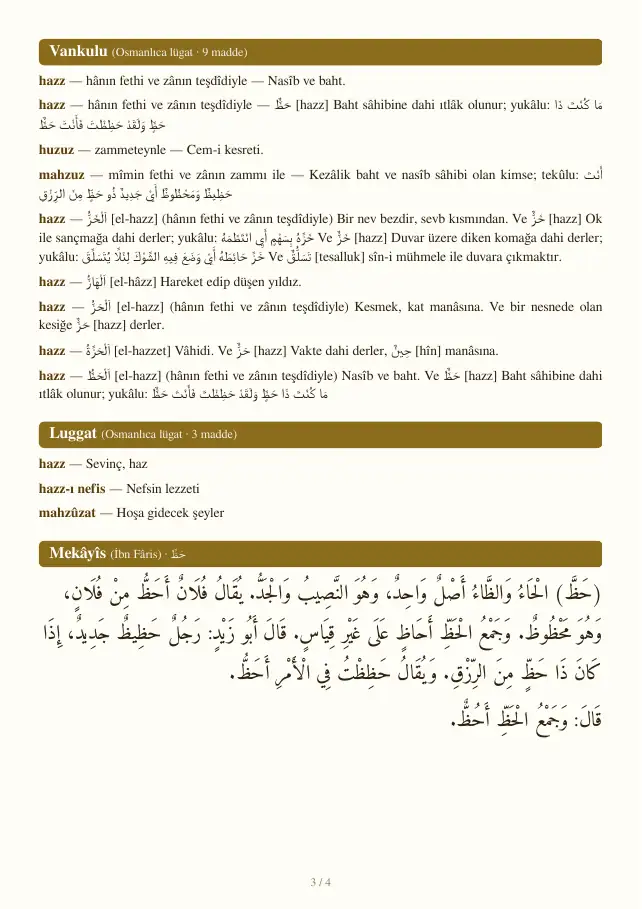 Vankulu (Osmanlıca lügat · 9 madde)
hazz — hânın fethi ve zânın teşdîdiyle — Nasîb ve baht.
hazz — hânın fethi ve zânın teşdîdiyle — حَظٌّ [hazz] Baht sâhibine dahi ıtlâk olunur; yukâlu: مَا كُنْتَ ذَا
حَظٍّ وَلَقَدْ حَظِظْتَ فَأَنْتَ حَظٌّ
huzuz — zammeteynle — Cem-i kesreti.
mahzuz — mîmin fethi ve zânın zammı ile — Kezâlik baht ve nasîb sâhibi olan kimse; tekûlu: أَنْتَ
حَظِيظٌ وَمَحْظُوظٌ أَيْ جَدِيدٌ ذُو حَظٍّ مِنَ الرِّزْقِ
hazz — اَلْخَزُّ [el-hazz] (hânın fethi ve zânın teşdîdiyle) Bir nev bezdir, sevb kısmından. Ve خَزٌّ [hazz] Ok
ile sançmağa dahi derler; yukâlu: خَزَّهُ بِسَهْمٍ أَيِ انْتَظَمَهُ Ve خَزٌّ [hazz] Duvar üzere diken komağa dahi derler;
yukâlu: خَزَّ حَائِطَهُ أَيْ وَضَعَ فِيهِ الشَّوْكَ لِئَلَّا يُتَسَلَّقَ Ve تَسَلُّقٌ [tesalluk] sîn-i mühmele ile duvara çıkmaktır.
hazz — اَلْهَازُّ [el-hâzz] Hareket edip düşen yıldız.
hazz — اَلْحَزُّ [el-hazz] (hânın fethi ve zânın teşdîdiyle) Kesmek, kat manâsına. Ve bir nesnede olan
kesiğe حَزٌّ [hazz] derler.
hazz — اَلْحَزَّةُ [el-hazzet] Vâhidi. Ve حَزٌّ [hazz] Vakte dahi derler, حِينٌ [hîn] manâsına.
hazz — اَلْحَظُّ [el-hazz] (hânın fethi ve zânın teşdîdiyle) Nasîb ve baht. Ve حَظٌّ [hazz] Baht sâhibine dahi
ıtlâk olunur; yukâlu: مَا كُنْتَ ذَا حَظٍّ وَلَقَدْ حَظِظْتَ فَأَنْتَ حَظٌّ
Luggat (Osmanlıca lügat · 3 madde)
hazz — Sevinç, haz
hazz-ı nefis — Nefsin lezzeti
mahzûzat — Hoşa gidecek şeyler
Mekâyîs (İbn Fâris) · حَظَّ
(حَظَّ) الْحَاءُ وَالظَّاءُ أَصْلٌ وَاحِدٌ، وَهُوَ النَّصِيبُ وَالْجَدُّ. يُقَالُ فُلَانٌ أَحَظُّ مِنْ فُلَانٍ،
وَهُوَ مَحْظُوظٌ. وَجَمْعُ الْحَظِّ أَحَاظٍ عَلَى غَيْرِ قِيَاسٍ. قَالَ أَبُو زَيْدٍ: رَجُلٌ حَظِيظٌ جَدِيدٌ، إِذَا
كَانَ ذَا حَظٍّ مِنَ الرِّزْقِ. وَيُقَالُ حَظِظْتُ فِي الْأَمْرِ أَحَظُّ.
قَالَ: وَجَمْعُ الْحَظِّ أَحُظٌّ.
3 / 4